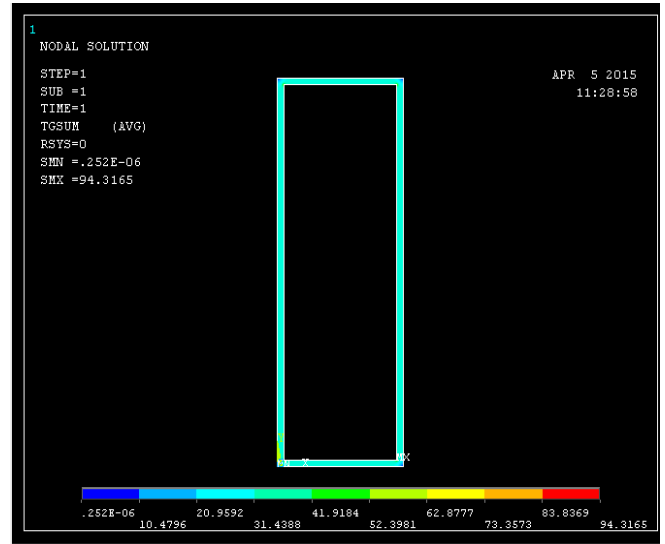 1
NODAL SOLUTION
STEP=1
SUB =1
TIME=1
TGSUM (AVG)
RSYS=0
SMN =.252E-06
SMX =94.3165
APR 5 2015
11:28:58
MX
X
.252E-06 20.9592 41.9184 62.8777 83.8369
10.4796 31.4388 52.3981 73.3573 94.3165